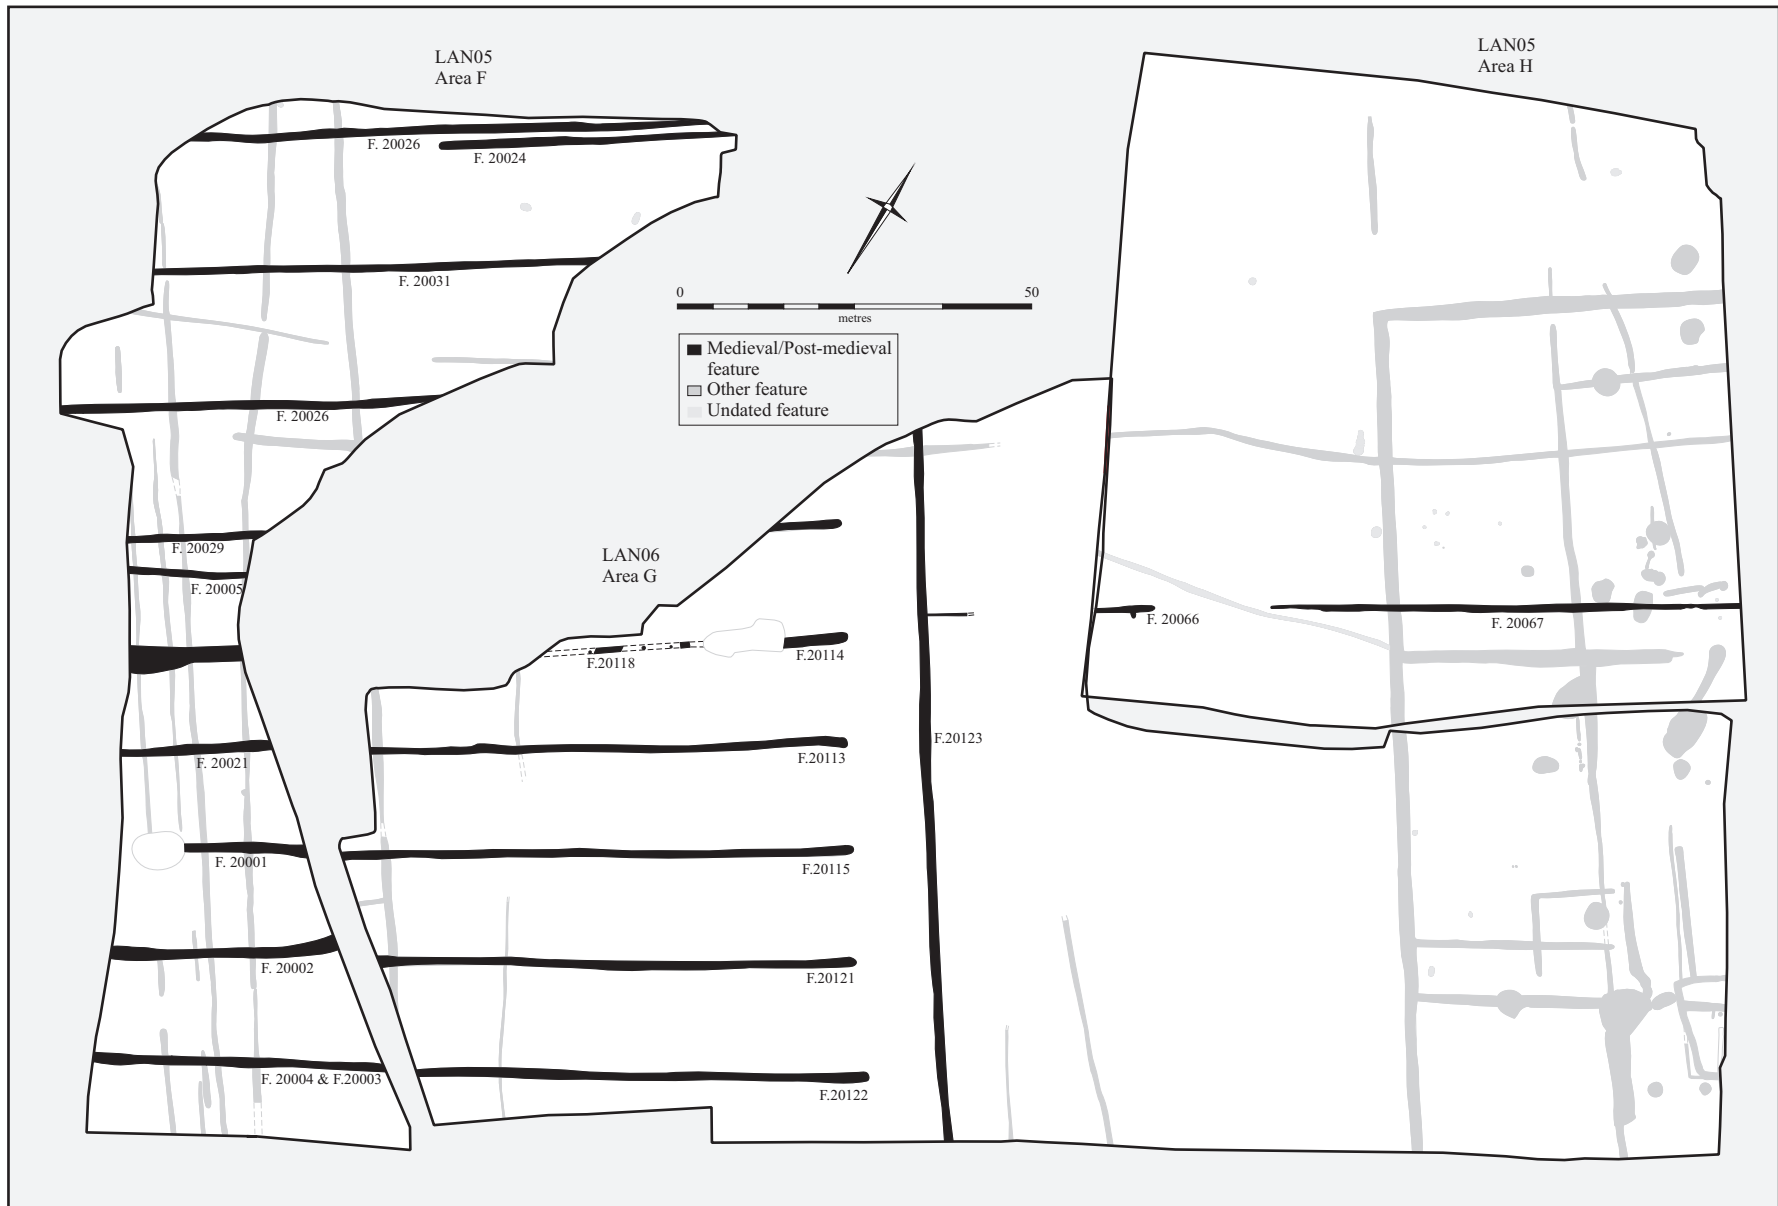 LAN05
Area F
LAN05
Area H
F. 20026
F. 20024
F. 20031
0 50
metres
Medieval/Post-medieval
feature
Other feature
Undated feature
F. 20026
F. 20029
F. 20005
LAN06
Area G
F. 20066
F. 20067
F.20118
F.20114
F.20123
F.20113
F. 20021
F. 20001
F.20115
F. 20002
F.20121
F. 20004 & F.20003
F.20122